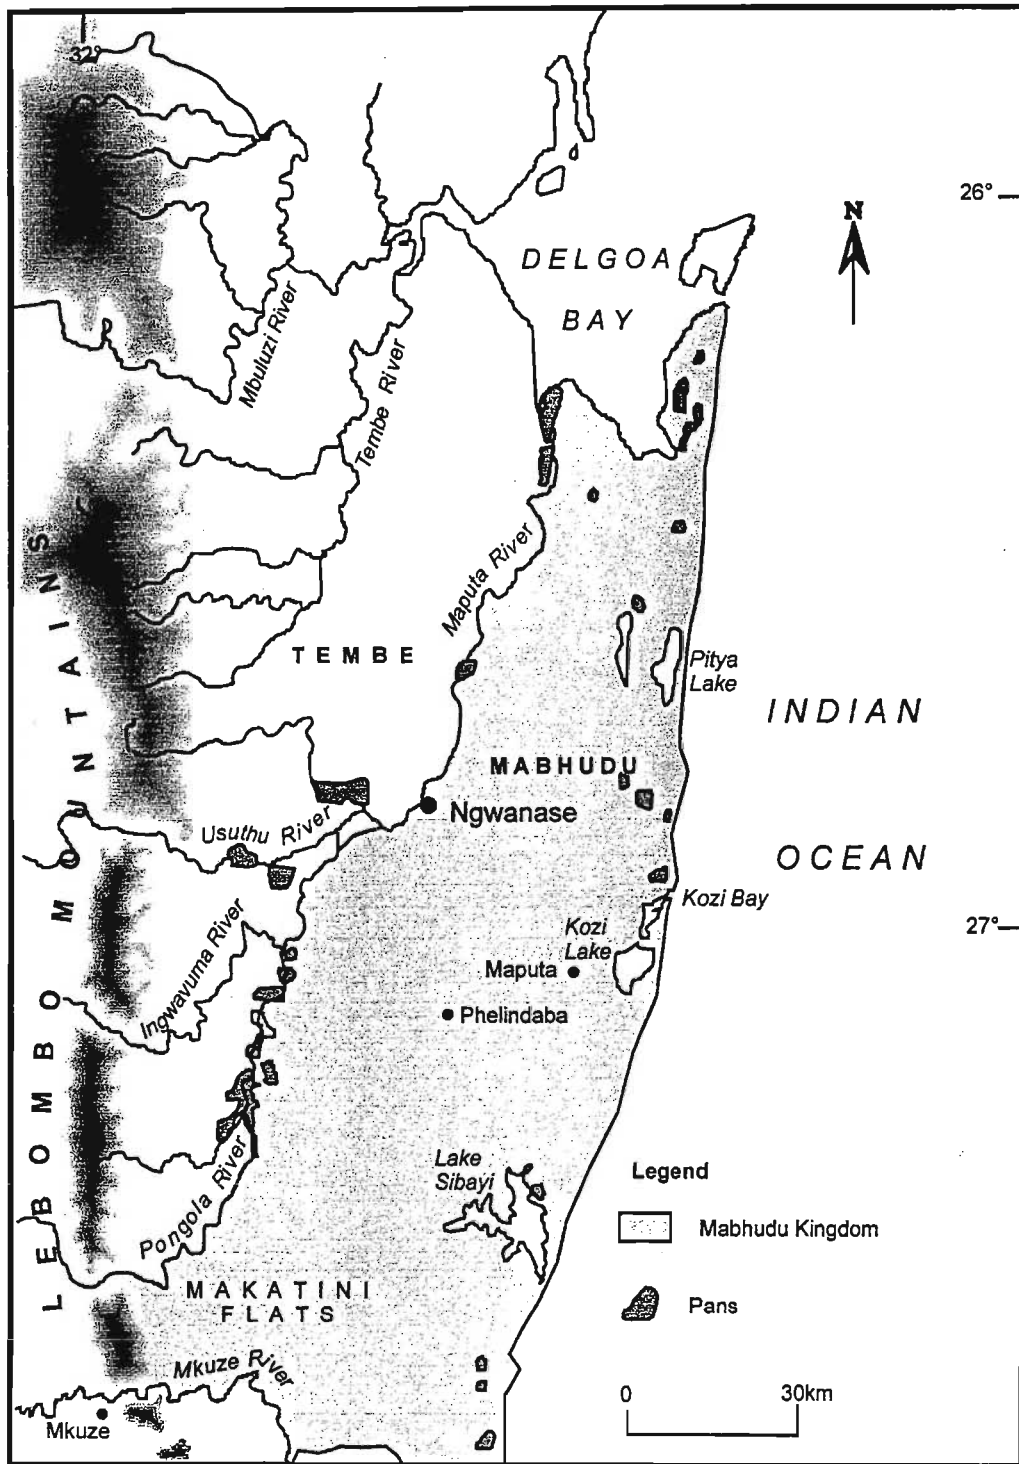 32°
26°
N
DELGOA
BAY
Mbuluzi River
Tembe River
Maputa River
TEMBE
Pitya
Lake
INDIAN
OCEAN
MABHUDU
Ngwanase
Usuthu River
LEBOMBO MOUNTAINS
Kozi Bay
27°
Kozi
Lake
Maputa
Ingwavuma River
Phelindaba
Lake
Sibayi
Pongola River
MAKATINI
FLATS
Mkuze River
Mkuze
Legend
Mabhudu Kingdom
Pans
0 30km